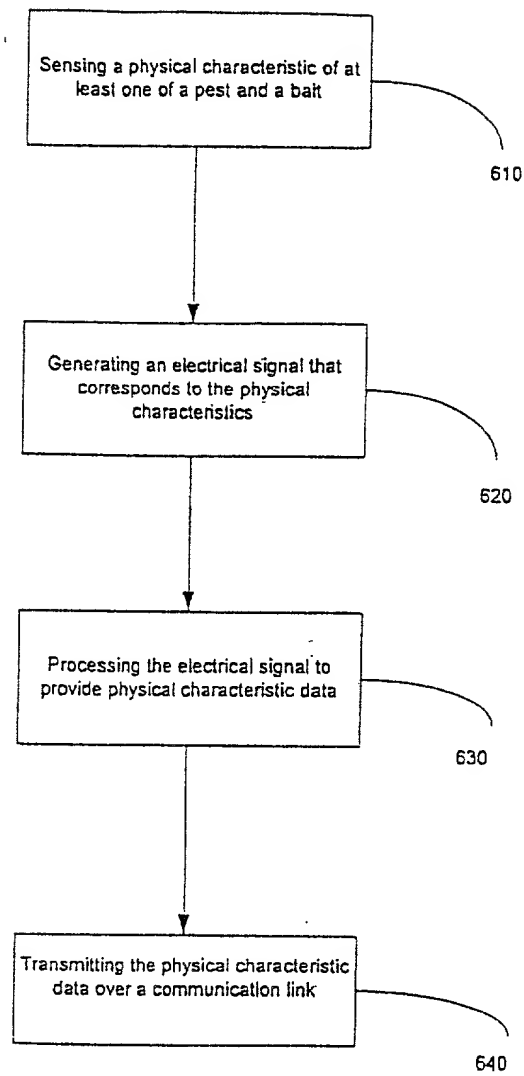 Sensing a physical characteristic of at
least one of a pest and a bait
610
Generating an electrical signal that
corresponds to the physical
characteristics
620
Processing the electrical signal to
provide physical characteristic data
630
Transmitting the physical characteristic
data over a communication link
640